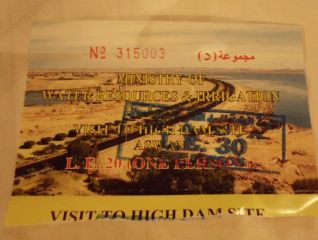 Nº 315003 مجموعة (د)
MINISTRY OF
WATER RESOURCES & IRRIGATION
VISIT TO HIGH DAM SITE
ASWAN
L. E. 20 (ONE PERSON)
L.E. 30
VISIT TO HIGH DAM SITE